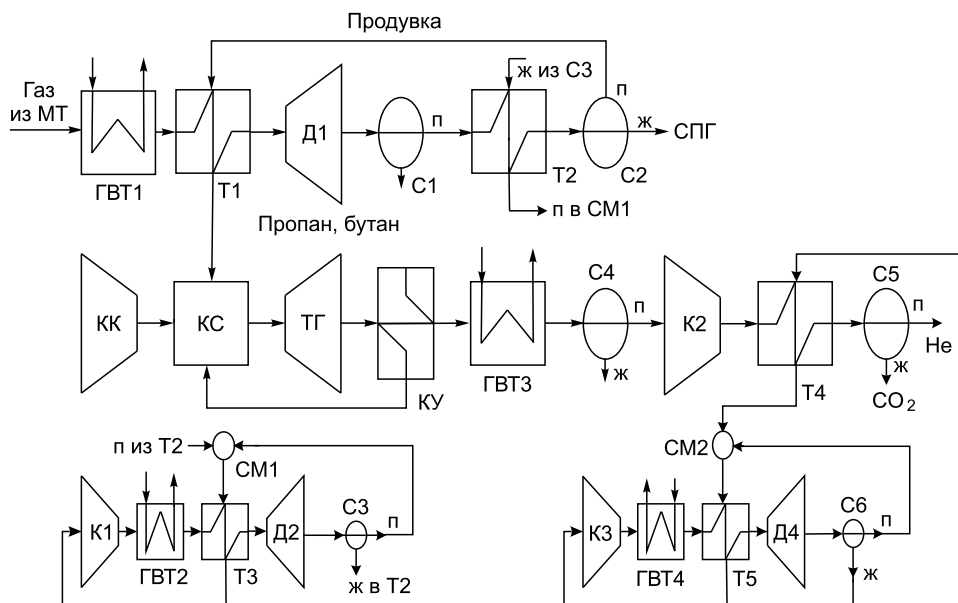 Продувка
Газ
из МТ
ж из С3
п
п
ж
СПГ
Д1
С1
Т2
С2
ГВТ1
Т1
п в СМ1
Пропан, бутан
С4
С5
п
п
КК
КС
ТГ
К2
Не
ж
ж
ГВТ3
КУ
Т4
СО2
п из Т2
СМ1
СМ2
К1
Д2
С3
п
К3
Д4
С6
п
ГВТ2
Т3
ж в Т2
ГВТ4
Т5
ж